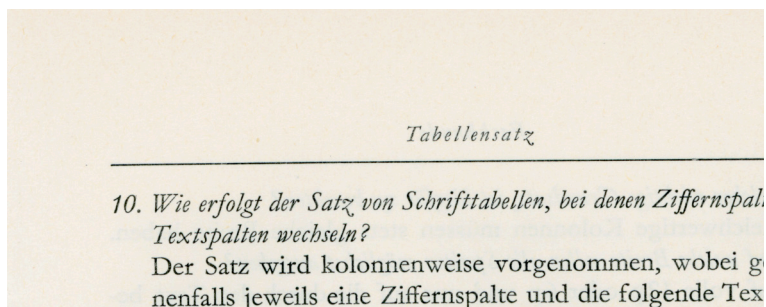 Tabellensatz
10. Wie erfolgt der Satz von Schrifttabellen, bei denen Ziffernspal
Textspalten wechseln?
Der Satz wird kolonnenweise vorgenommen, wobei g
nenfalls jeweils eine Ziffernspalte und die folgende Tex